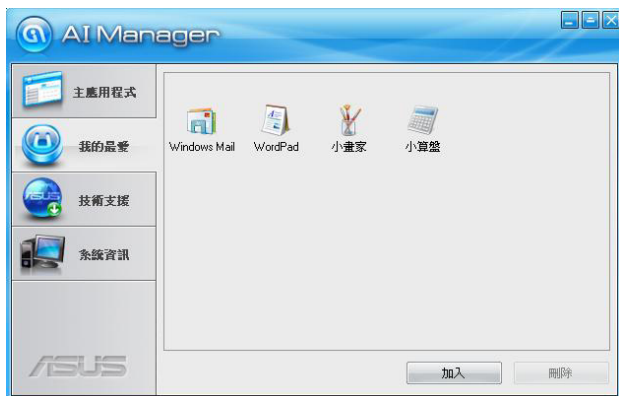 AI Manager
主應用程式
我的最愛
技術支援
系統資訊
Windows Mail
WordPad
小畫家
小算盤
ASUS
加入
刪除